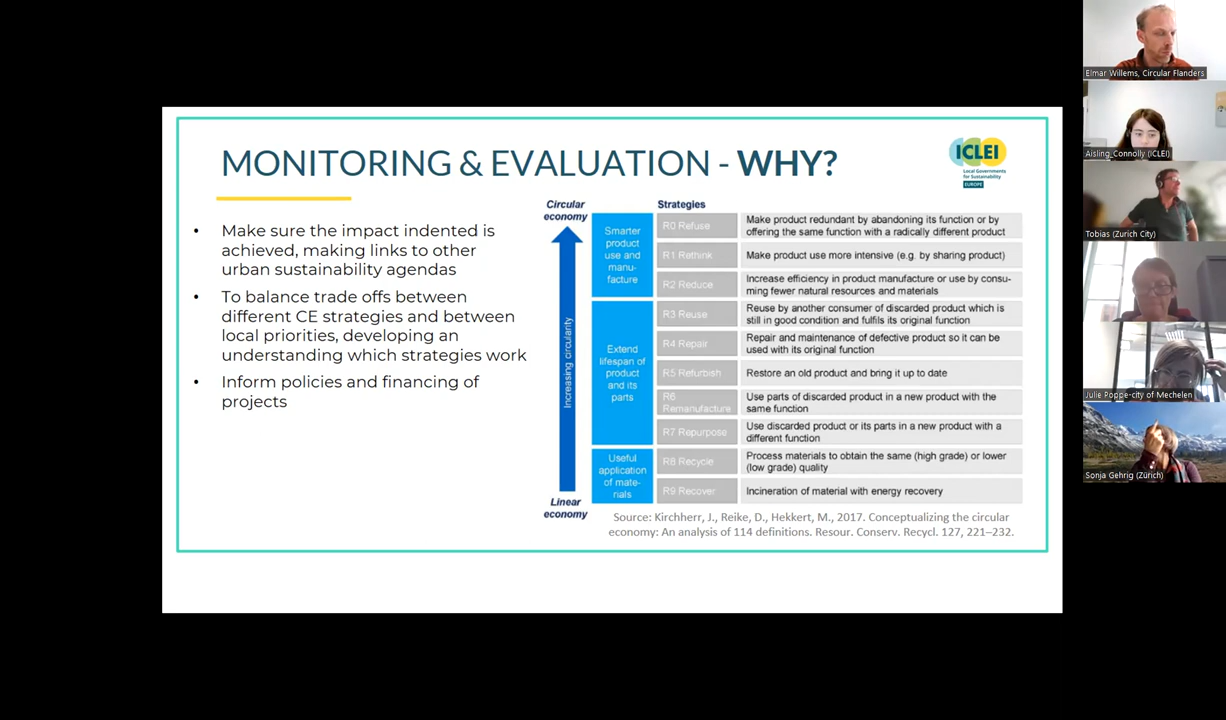 MONITORING & EVALUATION - WHY?
ICLEI
Local Governments
for Sustainability
EUROPE
• Make sure the impact indented is
achieved, making links to other
urban sustainability agendas
• To balance trade offs between
different CE strategies and between
local priorities, developing an
understanding which strategies work
• Inform policies and financing of
projects
Circular
economy
Increasing circularity
Linear
economy
Strategies
Smarter
product
use and
manu-
facture
R0 Refuse
Make product redundant by abandoning its function or by
offering the same function with a radically different product
R1 Rethink
Make product use more intensive (e.g. by sharing product)
R2 Reduce
Increase efficiency in product manufacture or use by consu-
ming fewer natural resources and materials
Extend
lifespan of
product
and its
parts
R3 Reuse
Reuse by another consumer of discarded product which is
still in good condition and fulfils its original function
R4 Repair
Repair and maintenance of defective product so it can be
used with its original function
R5 Refurbish
Restore an old product and bring it up to date
R6
Remanufacture
Use parts of discarded product in a new product with the
same function
R7 Repurpose
Use discarded product or its parts in a new product with a
different function
Useful
application
of mate-
rials
R8 Recycle
Process materials to obtain the same (high grade) or lower
(low grade) quality
R9 Recover
Incineration of material with energy recovery
Source: Kirchherr, J., Reike, D., Hekkert, M., 2017. Conceptualizing the circular
economy: An analysis of 114 definitions. Resour. Conserv. Recycl. 127, 221–232.
Elmar Willems, Circular Flanders
Aisling_Connolly (ICLEI)
Tobias (Zurich City)
Julie Poppe-city of Mechelen
Sonja Gehrig (Zürich)